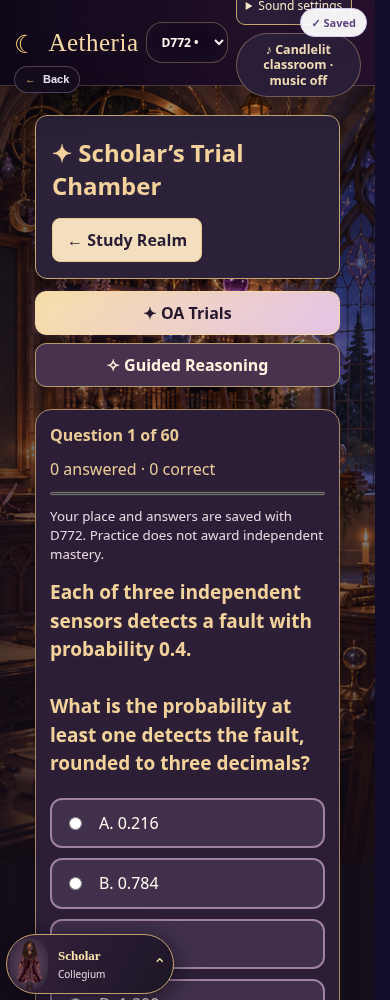 ▶ Sound settings
✓ Saved
☾ Aetheria
D772 •
♪ Candlelit
classroom ·
music off
← Back
✦ Scholar’s Trial
Chamber
← Study Realm
✦ OA Trials
✧ Guided Reasoning
Question 1 of 60
0 answered · 0 correct
Your place and answers are saved with
D772. Practice does not award independent
mastery.
Each of three independent
sensors detects a fault with
probability 0.4.
What is the probability at
least one detects the fault,
rounded to three decimals?
A. 0.216
B. 0.784
Scholar
Collegium